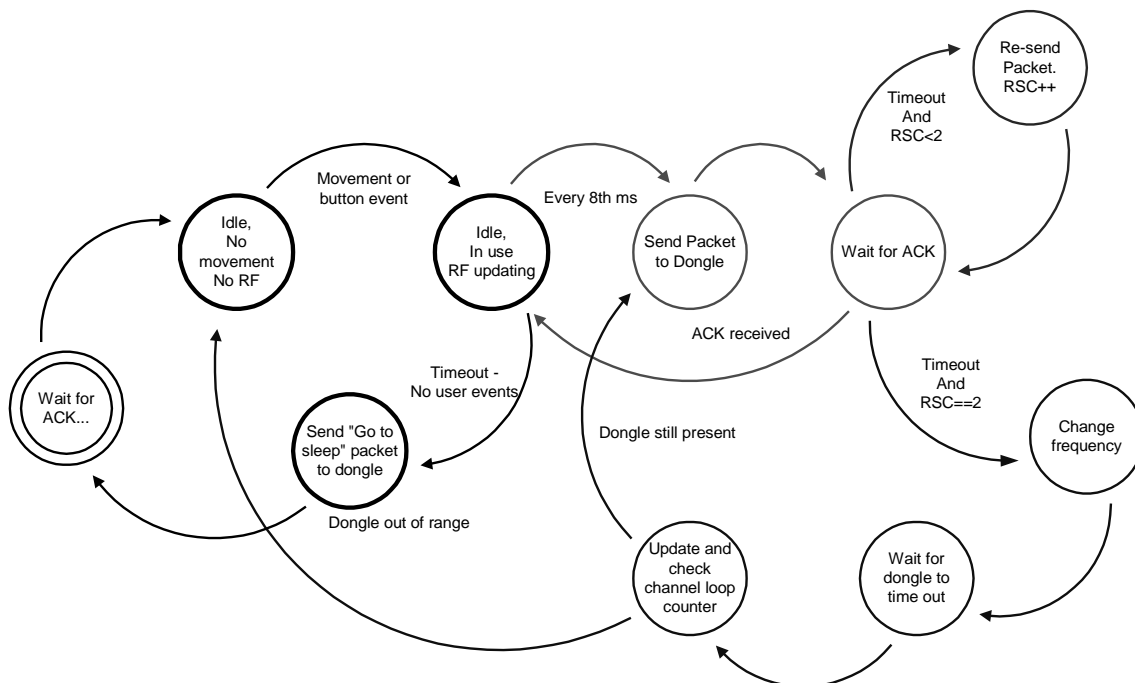 Re-send
Packet.
RSC++
Timeout
And
RSC<2
Movement or
button event
Every 8th ms
Idle,
No
movement
No RF
Idle,
In use
RF updating
Send Packet
to Dongle
Wait for ACK
ACK received
Timeout -
No user events
Timeout
And
RSC==2
Wait for
ACK...
Send "Go to
sleep" packet
to dongle
Dongle still present
Change
frequency
Dongle out of range
Update and
check
channel loop
counter
Wait for
dongle to
time out